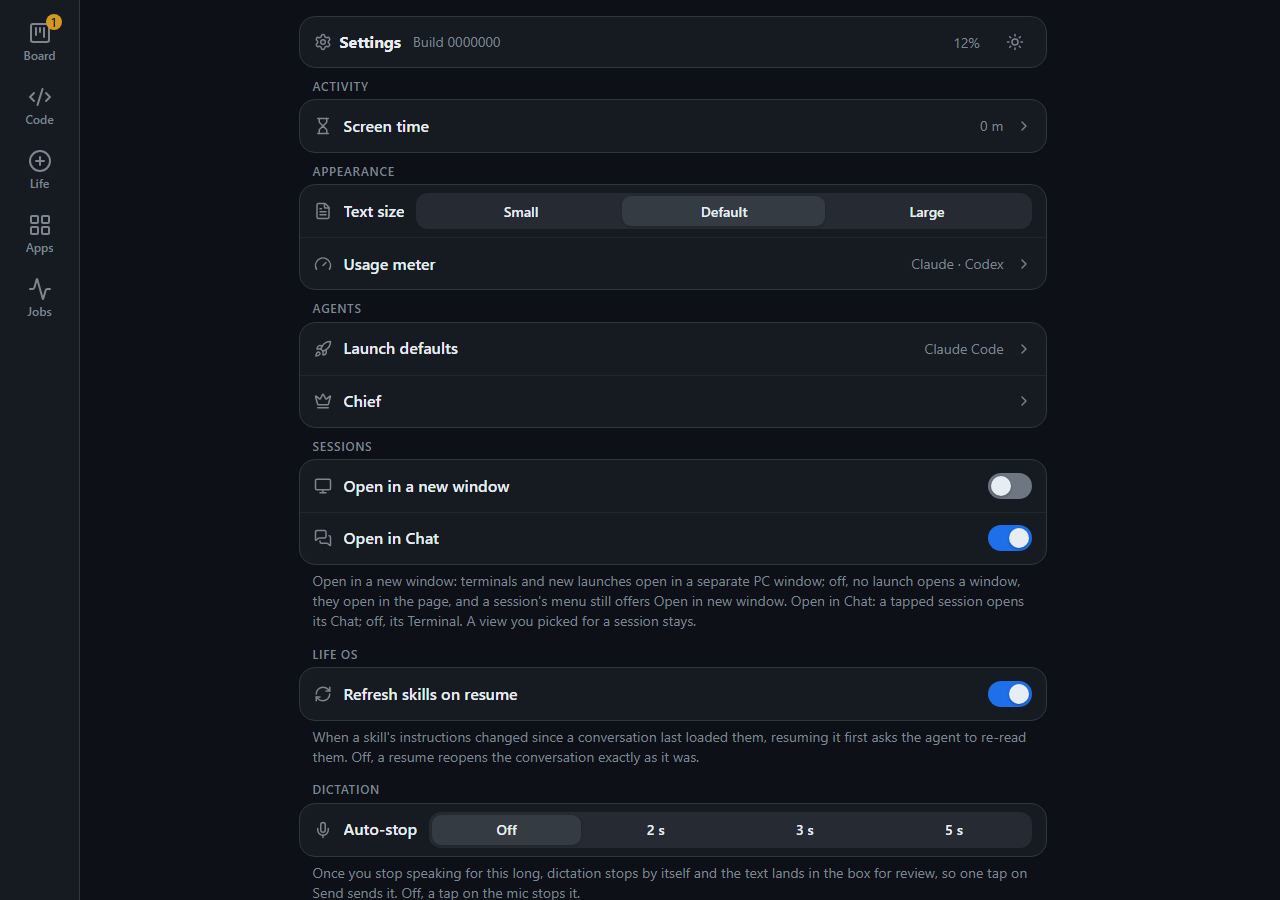 1
Board
Code
Life
Apps
Jobs
Settings Build 0000000 12%
ACTIVITY
Screen time 0 m
APPEARANCE
Text size Small Default Large
Usage meter Claude · Codex
AGENTS
Launch defaults Claude Code
Chief
SESSIONS
Open in a new window
Open in Chat
Open in a new window: terminals and new launches open in a separate PC window; off, no launch opens a window,
they open in the page, and a session's menu still offers Open in new window. Open in Chat: a tapped session opens
its Chat; off, its Terminal. A view you picked for a session stays.
LIFE OS
Refresh skills on resume
When a skill's instructions changed since a conversation last loaded them, resuming it first asks the agent to re-read
them. Off, a resume reopens the conversation exactly as it was.
DICTATION
Auto-stop Off 2 s 3 s 5 s
Once you stop speaking for this long, dictation stops by itself and the text lands in the box for review, so one tap on
Send sends it. Off, a tap on the mic stops it.